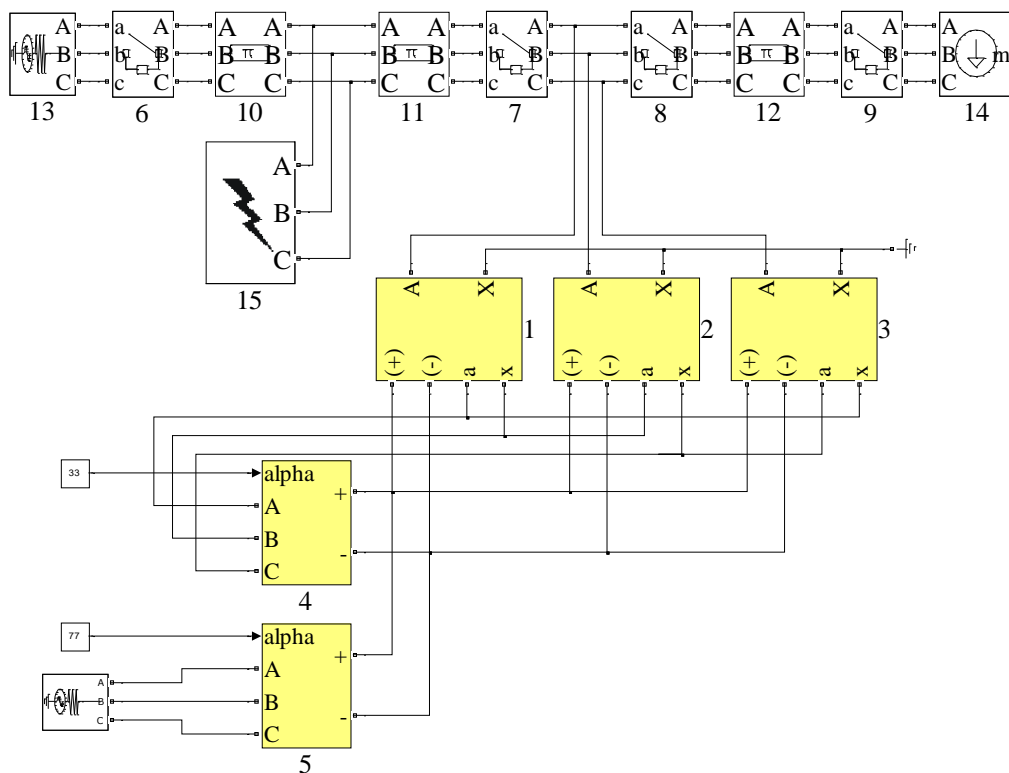 A a A A A A A a A a A A A a A A
B b B B π B B π B b B b B B π B b B B m
C c C C C C C c C c C C C c C C
13 6 10 11 7 8 12 9 14
A
B
C
15
A X A X A X
1 2 3
(+) (-) a x (+) (-) a x (+) (-) a x
33
alpha
A +
B
C -
4
77
alpha
A +
B
C -
5
A
B
C